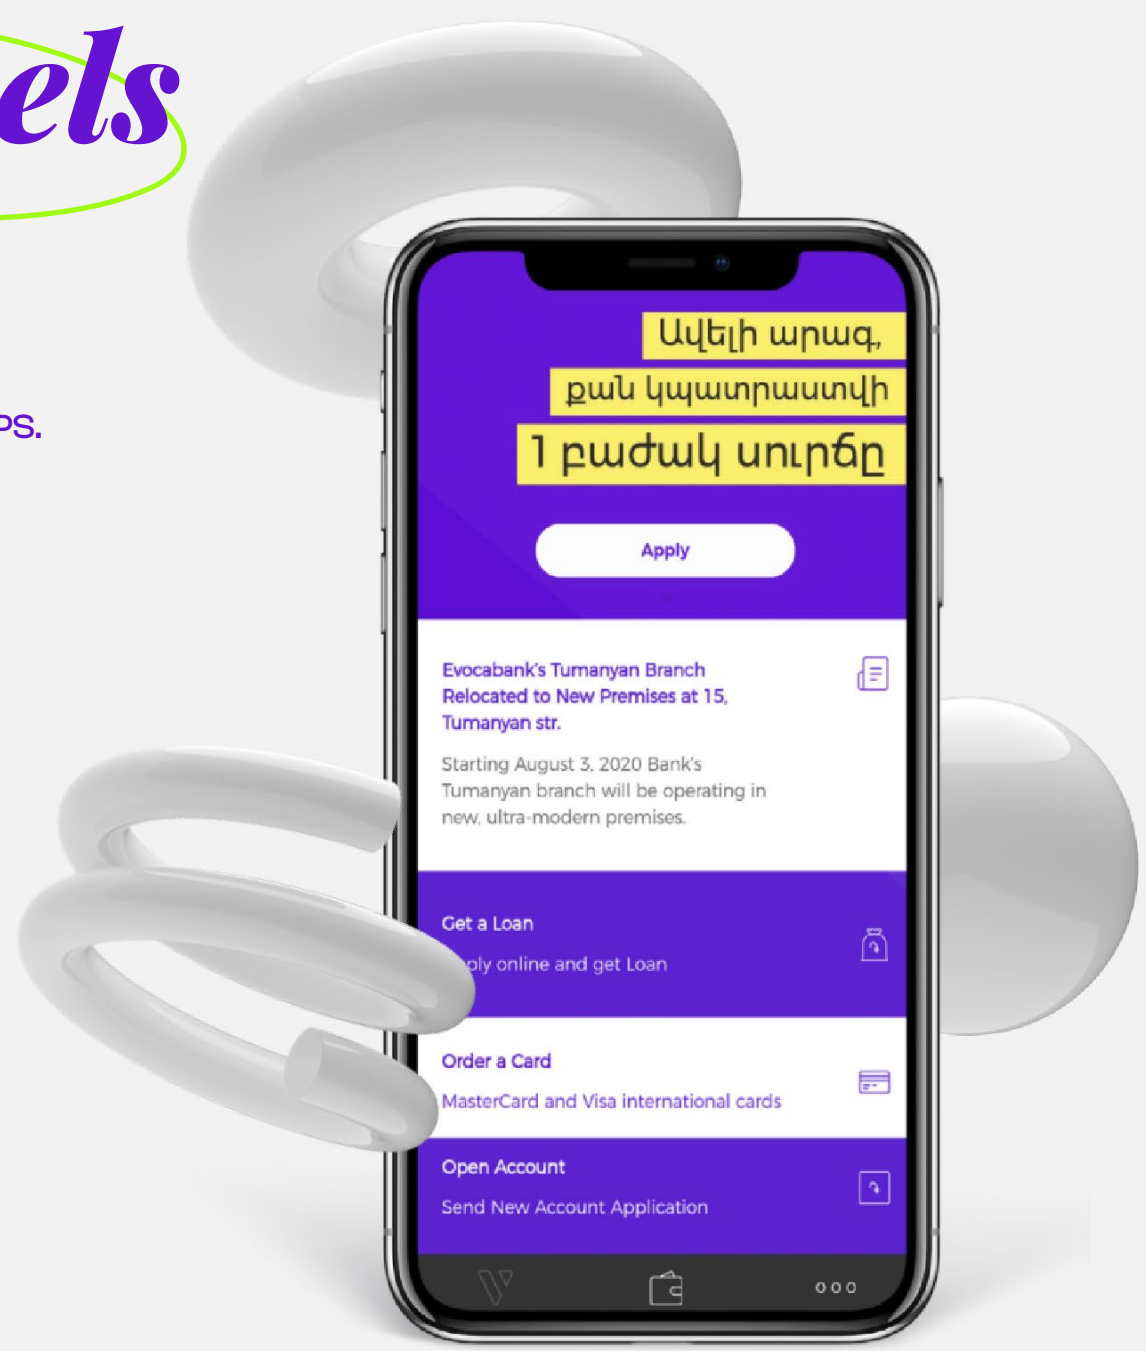 els
PS.
Ավելի արագ,
քան կպատրաստվի
1 բաժակ սուրճը
Apply
Evocabank's Tumanyan Branch
Relocated to New Premises at 15,
Tumanyan str.
Starting August 3, 2020 Bank's
Tumanyan branch will be operating in
new, ultra-modern premises.
Get a Loan
ply online and get Loan
Order a Card
MasterCard and Visa international cards
Open Account
Send New Account Application